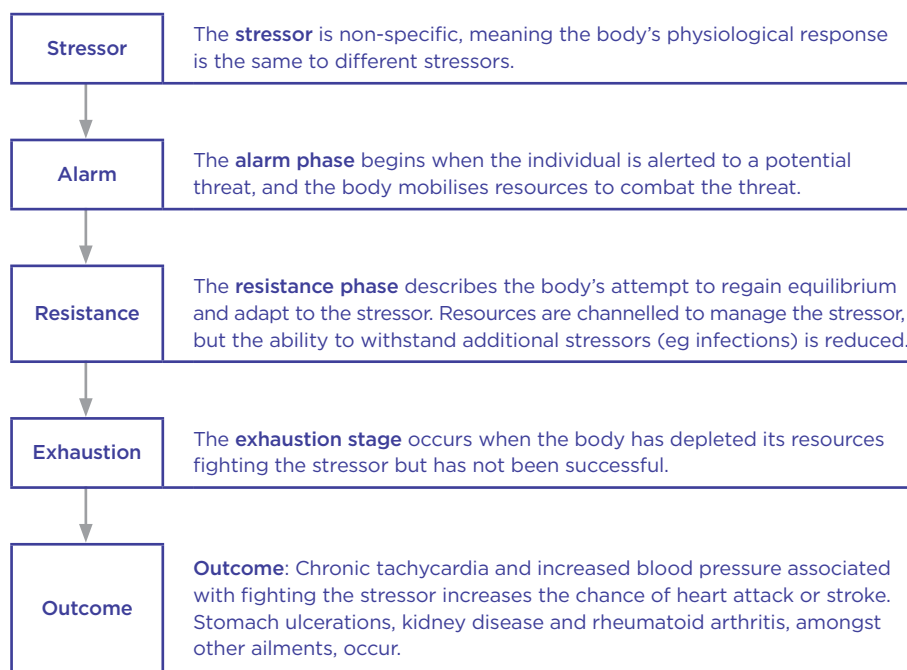 Stressor
The stressor is non-specific, meaning the body’s physiological response
is the same to different stressors.
Alarm
The alarm phase begins when the individual is alerted to a potential
threat, and the body mobilises resources to combat the threat.
Resistance
The resistance phase describes the body’s attempt to regain equilibrium
and adapt to the stressor. Resources are channelled to manage the stressor,
but the ability to withstand additional stressors (eg infections) is reduced.
Exhaustion
The exhaustion stage occurs when the body has depleted its resources
fighting the stressor but has not been successful.
Outcome
Outcome: Chronic tachycardia and increased blood pressure associated
with fighting the stressor increases the chance of heart attack or stroke.
Stomach ulcerations, kidney disease and rheumatoid arthritis, amongst
other ailments, occur.